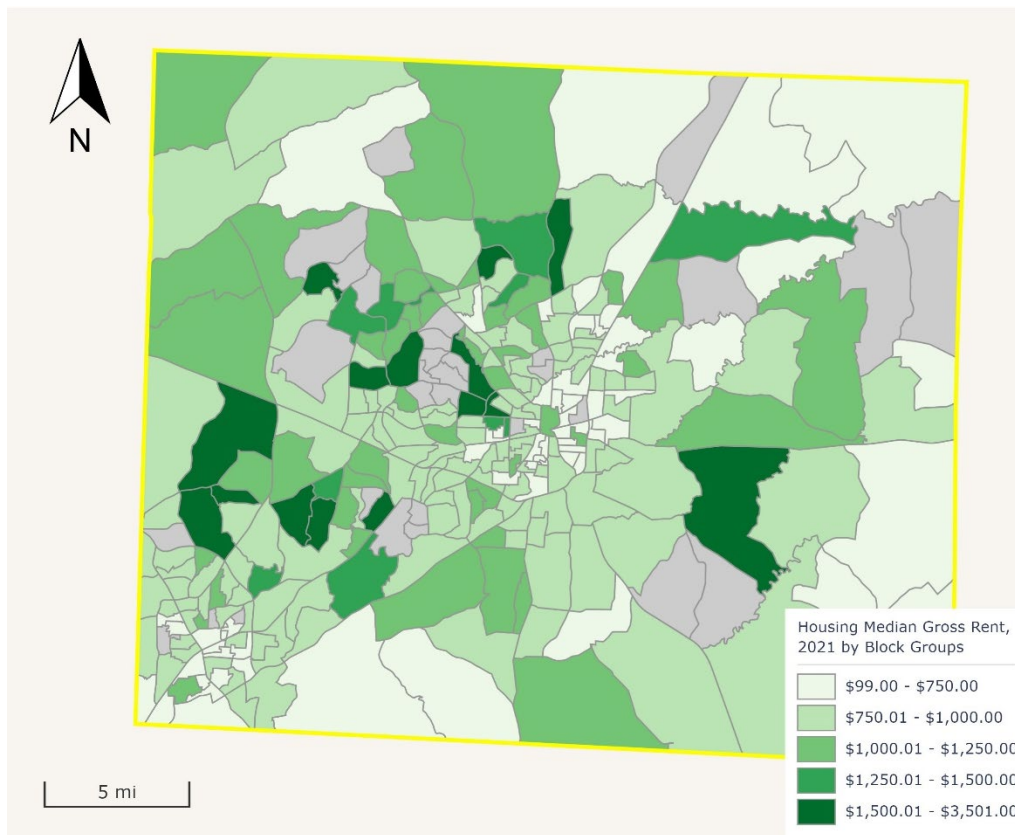 N
5 mi
Housing Median Gross Rent,
2021 by Block Groups
$99.00 - $750.00
$750.01 - $1,000.00
$1,000.01 - $1,250.00
$1,250.01 - $1,500.00
$1,500.01 - $3,501.00